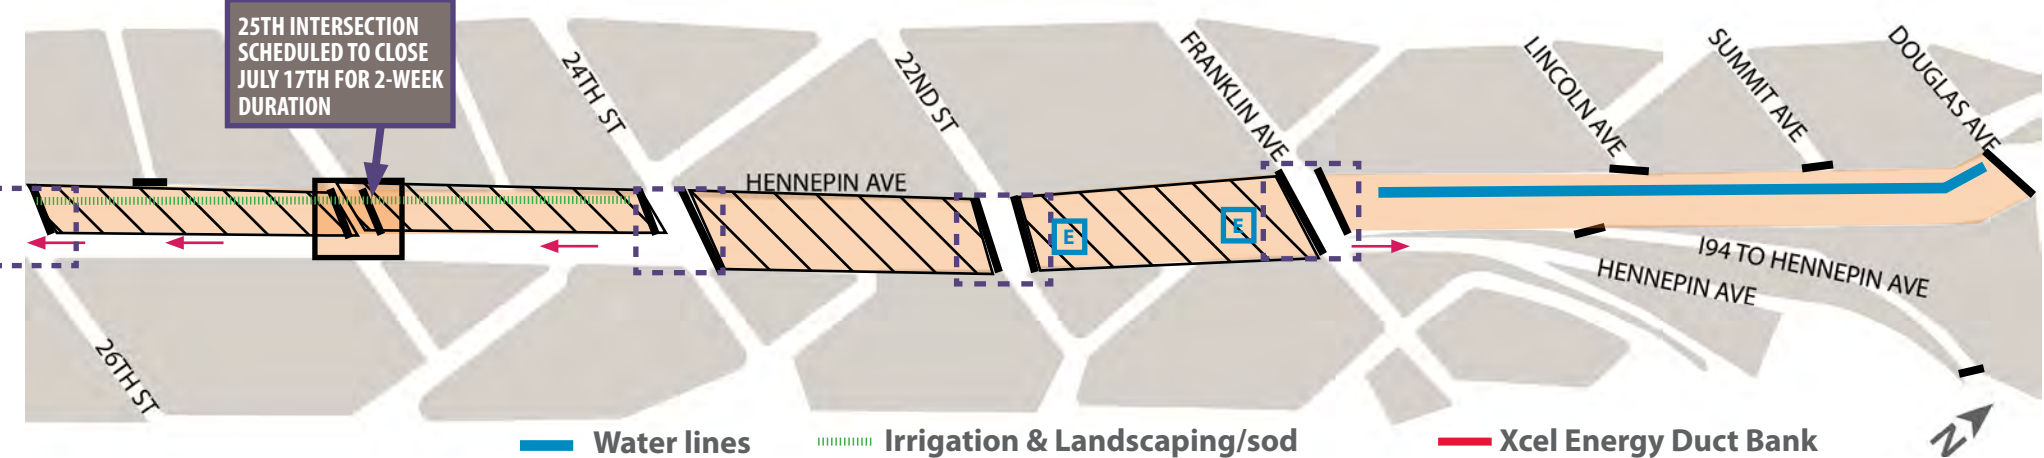 25TH INTERSECTION
SCHEDULED TO CLOSE
JULY 17TH FOR 2-WEEK
DURATION
24TH ST
22ND ST
FRANKLIN AVE
LINCOLN AVE
SUMMIT AVE
DOUGLAS AVE
HENNEPIN AVE
E
E
I94 TO HENNEPIN AVE
HENNEPIN AVE
26TH ST
Water lines
Irrigation & Landscaping/sod
Xcel Energy Duct Bank
N